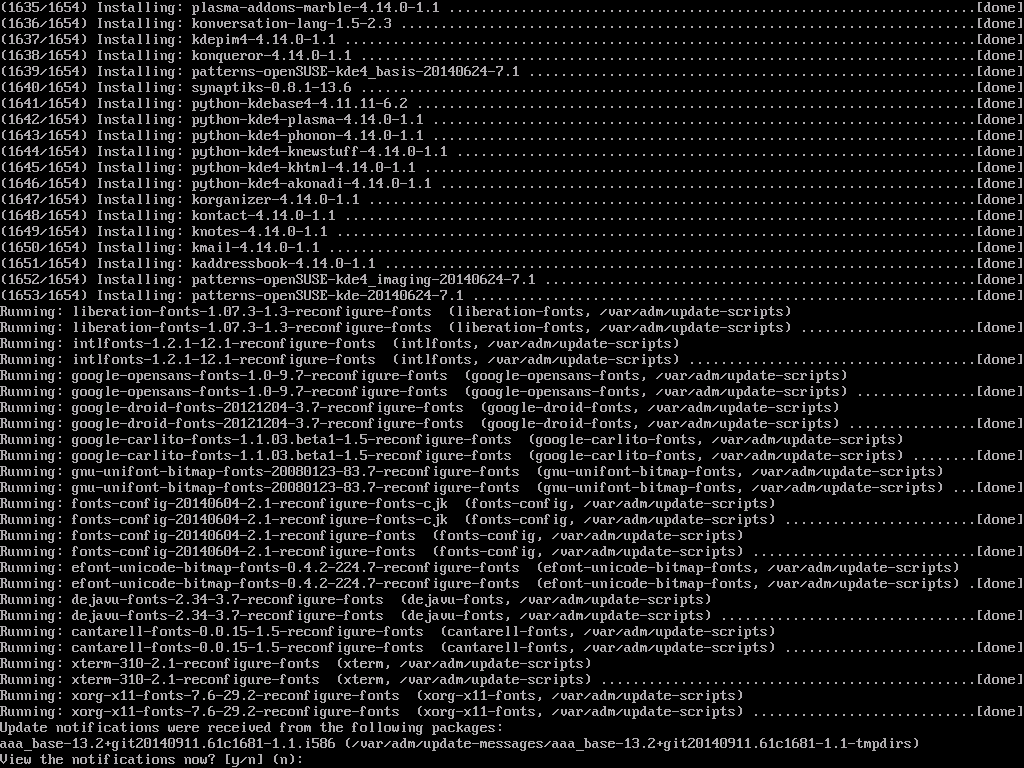 (1635/1654) Installing: plasma-addons-marble-4.14.0-1.1 ..................................................................[done]
(1636/1654) Installing: konversation-lang-1.5-2.3 ........................................................................[done]
(1637/1654) Installing: kdepim4-4.14.0-1.1 ...............................................................................[done]
(1638/1654) Installing: konqueror-4.14.0-1.1 .............................................................................[done]
(1639/1654) Installing: patterns-openSUSE-kde4_basis-20140624-7.1 ........................................................[done]
(1640/1654) Installing: synaptiks-0.8.1-13.6 .............................................................................[done]
(1641/1654) Installing: python-kdebase4-4.11.11-6.2 ......................................................................[done]
(1642/1654) Installing: python-kde4-plasma-4.14.0-1.1 ....................................................................[done]
(1643/1654) Installing: python-kde4-phonon-4.14.0-1.1 ....................................................................[done]
(1644/1654) Installing: python-kde4-knewstuff-4.14.0-1.1 .................................................................[done]
(1645/1654) Installing: python-kde4-khtml-4.14.0-1.1 .....................................................................[done]
(1646/1654) Installing: python-kde4-akonadi-4.14.0-1.1 ...................................................................[done]
(1647/1654) Installing: korganizer-4.14.0-1.1 ............................................................................[done]
(1648/1654) Installing: kontact-4.14.0-1.1 ...............................................................................[done]
(1649/1654) Installing: knotes-4.14.0-1.1 ................................................................................[done]
(1650/1654) Installing: kmail-4.14.0-1.1 .................................................................................[done]
(1651/1654) Installing: kaddressbook-4.14.0-1.1 ..........................................................................[done]
(1652/1654) Installing: patterns-openSUSE-kde4_imaging-20140624-7.1 ......................................................[done]
(1653/1654) Installing: patterns-openSUSE-kde-20140624-7.1 ...............................................................[done]
Running: liberation-fonts-1.07.3-1.3-reconfigure-fonts  (liberation-fonts, /var/adm/update-scripts)
Running: liberation-fonts-1.07.3-1.3-reconfigure-fonts  (liberation-fonts, /var/adm/update-scripts) ......................[done]
Running: intlfonts-1.2.1-12.1-reconfigure-fonts  (intlfonts, /var/adm/update-scripts)
Running: intlfonts-1.2.1-12.1-reconfigure-fonts  (intlfonts, /var/adm/update-scripts) ....................................[done]
Running: google-opensans-fonts-1.0-9.7-reconfigure-fonts  (google-opensans-fonts, /var/adm/update-scripts)
Running: google-opensans-fonts-1.0-9.7-reconfigure-fonts  (google-opensans-fonts, /var/adm/update-scripts) ...............[done]
Running: google-droid-fonts-20121204-3.7-reconfigure-fonts  (google-droid-fonts, /var/adm/update-scripts)
Running: google-droid-fonts-20121204-3.7-reconfigure-fonts  (google-droid-fonts, /var/adm/update-scripts) ................[done]
Running: google-carlito-fonts-1.1.03.beta1-1.5-reconfigure-fonts  (google-carlito-fonts, /var/adm/update-scripts)
Running: google-carlito-fonts-1.1.03.beta1-1.5-reconfigure-fonts  (google-carlito-fonts, /var/adm/update-scripts) ........[done]
Running: gnu-unifont-bitmap-fonts-20080123-83.7-reconfigure-fonts  (gnu-unifont-bitmap-fonts, /var/adm/update-scripts)
Running: gnu-unifont-bitmap-fonts-20080123-83.7-reconfigure-fonts  (gnu-unifont-bitmap-fonts, /var/adm/update-scripts) ...[done]
Running: fonts-config-20140604-2.1-reconfigure-fonts-cjk  (fonts-config, /var/adm/update-scripts)
Running: fonts-config-20140604-2.1-reconfigure-fonts-cjk  (fonts-config, /var/adm/update-scripts) ........................[done]
Running: fonts-config-20140604-2.1-reconfigure-fonts  (fonts-config, /var/adm/update-scripts)
Running: fonts-config-20140604-2.1-reconfigure-fonts  (fonts-config, /var/adm/update-scripts) ............................[done]
Running: efont-unicode-bitmap-fonts-0.4.2-224.7-reconfigure-fonts  (efont-unicode-bitmap-fonts, /var/adm/update-scripts)
Running: efont-unicode-bitmap-fonts-0.4.2-224.7-reconfigure-fonts  (efont-unicode-bitmap-fonts, /var/adm/update-scripts) .[done]
Running: dejavu-fonts-2.34-3.7-reconfigure-fonts  (dejavu-fonts, /var/adm/update-scripts)
Running: dejavu-fonts-2.34-3.7-reconfigure-fonts  (dejavu-fonts, /var/adm/update-scripts) ................................[done]
Running: cantarell-fonts-0.0.15-1.5-reconfigure-fonts  (cantarell-fonts, /var/adm/update-scripts)
Running: cantarell-fonts-0.0.15-1.5-reconfigure-fonts  (cantarell-fonts, /var/adm/update-scripts) ........................[done]
Running: xterm-310-2.1-reconfigure-fonts  (xterm, /var/adm/update-scripts)
Running: xterm-310-2.1-reconfigure-fonts  (xterm, /var/adm/update-scripts) ...............................................[done]
Running: xorg-x11-fonts-7.6-29.2-reconfigure-fonts  (xorg-x11-fonts, /var/adm/update-scripts)
Running: xorg-x11-fonts-7.6-29.2-reconfigure-fonts  (xorg-x11-fonts, /var/adm/update-scripts) ............................[done]
Update notifications were received from the following packages:
aaa_base-13.2+git20140911.61c1681-1.1.i586 (/var/adm/update-messages/aaa_base-13.2+git20140911.61c1681-1.1-tmpdirs)
View the notifications now? [y/n] (n):